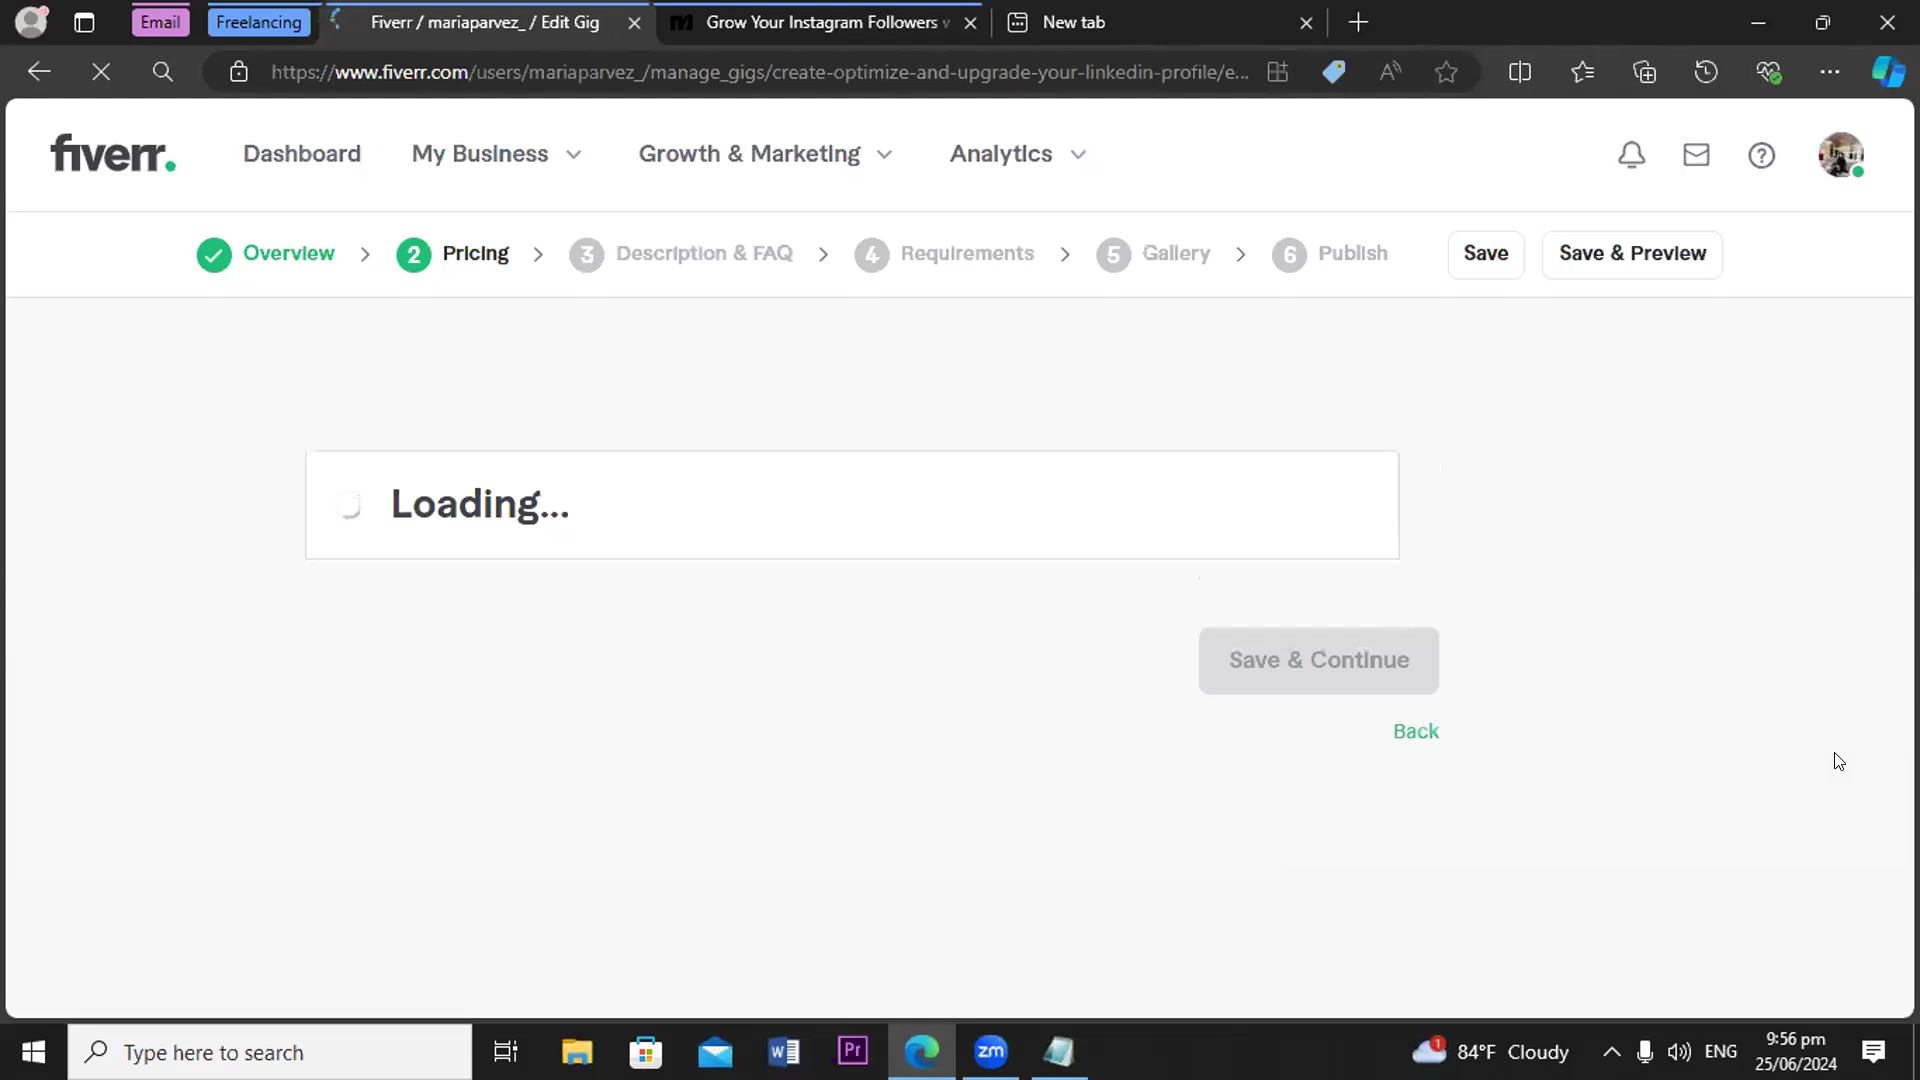 Email
Freelancing
Fiverr / mariaparvez_ / Edit Gig
Grow Your Instagram Followers
New tab
https://www.fiverr.com/users/mariaparvez_/manage_gigs/create-optimize-and-upgrade-your-linkedin-profile/e...
fiverr.
Dashboard
My Business
Growth & Marketing
Analytics
Overview
2 Pricing
3 Description & FAQ
4 Requirements
5 Gallery
6 Publish
Save
Save & Preview
Loading...
Save & Continue
Back
Type here to search
W
Pr
zm
1
84°F Cloudy
ENG
9:56 pm
25/06/2024